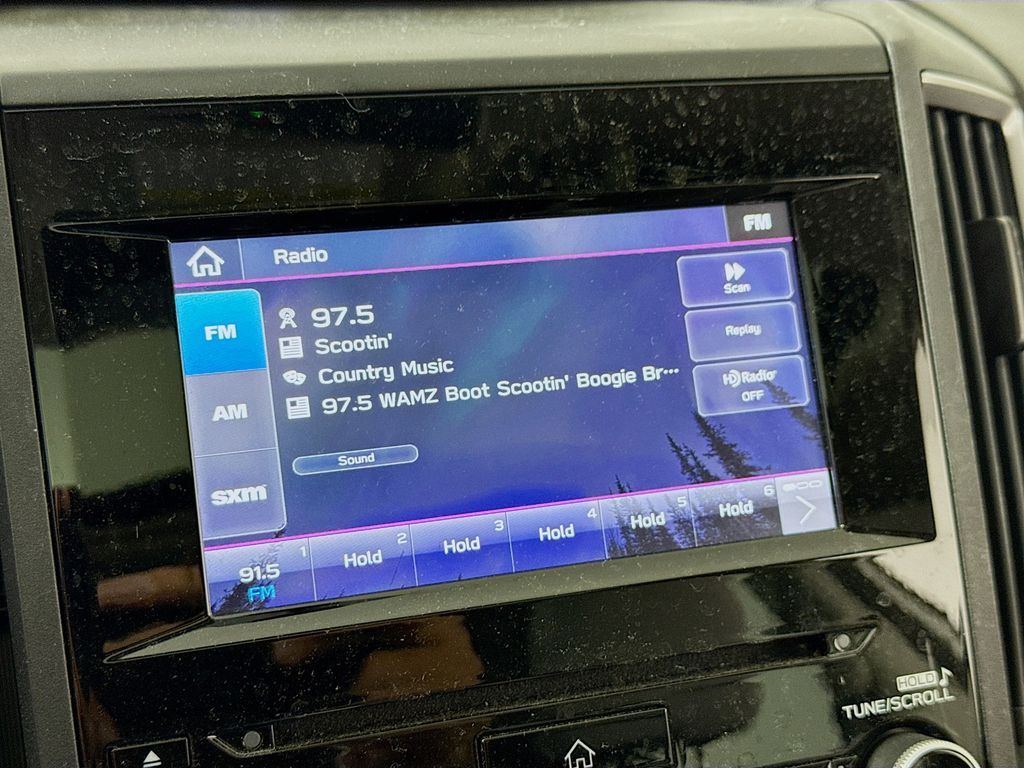 Radio
FM
FM
97.5
Scootin'
Country Music
97.5 WAMZ Boot Scootin' Boogie Br...
Scan
Replay
HD Radio
OFF
AM
Sound
sxm
1
2
3
4
5
6
91.5
FM
Hold
Hold
Hold
Hold
Hold
HOLD
TUNE/SCROLL